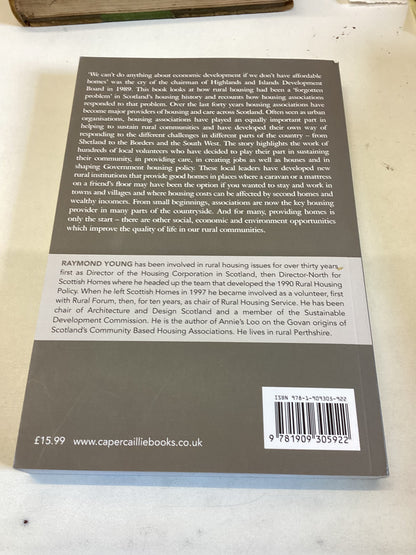 'We can't do anything about economic development if we don't have affordable
homes' was the cry of the chairman of Highlands and Islands Development
Board in 1989. This book looks at how rural housing had been a 'forgotten
problem' in Scotland's housing history and recounts how housing associations
responded to that problem. Over the last forty years housing associations have
become major providers of housing and care across Scotland. Often seen as urban
organisations, housing associations have played an equally important part in
helping to sustain rural communities and have developed their own way of
responding to the different challenges in different parts of the country – from
Shetland to the Borders and the South West. The story highlights the work of
hundreds of local volunteers who have decided to play their part in sustaining
their community; in providing care, in creating jobs as well as houses and in
shaping Government housing policy. These local leaders have developed new
rural institutions that provide good homes in places where a caravan or a mattress
on a friend's floor may have been the option if you wanted to stay and work in
towns and villages and where housing costs can be affected by second homes and
wealthy incomers. From small beginnings, associations are now the key housing
provider in many parts of the countryside. And for many, providing homes is
only the start – there are other social, economic and environment opportunities
which improve the quality of life in our rural communities.
RAYMOND YOUNG has been involved in rural housing issues for over thirty years,
first as Director of the Housing Corporation in Scotland, then Director-North for
Scottish Homes where he headed up the team that developed the 1990 Rural Housing
Policy. When he left Scottish Homes in 1997 he became involved as a volunteer, first
with Rural Forum, then, for ten years, as chair of Rural Housing Service. He has been
chair of Architecture and Design Scotland and a member of the Sustainable
Development Commission. He is the author of Annie's Loo on the Govan origins of
Scotland's Community Based Housing Associations. He lives in rural Perthshire.
ISBN 978-1-909305-922
9 781909 305922
£15.99
www.capercailliebooks.co.uk